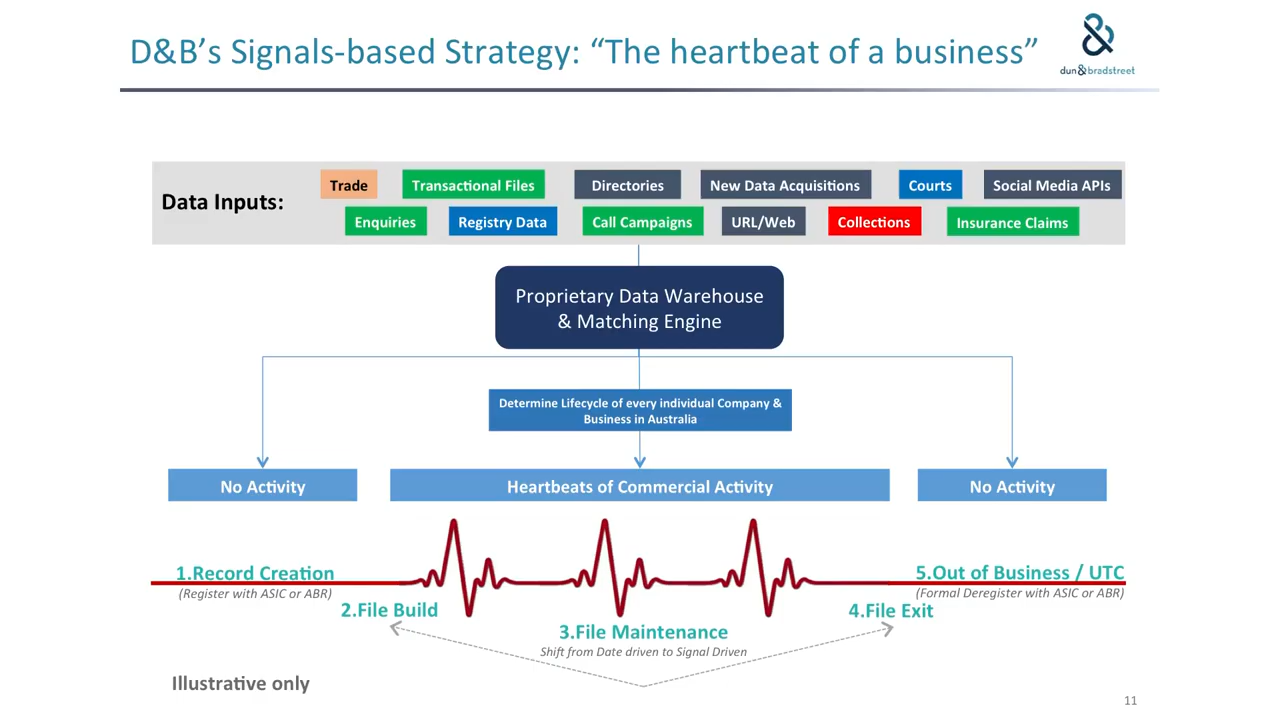 D&B’s Signals-based Strategy: “The heartbeat of a business”
dun&bradstreet
Data Inputs:
Trade
Transactional Files
Directories
New Data Acquisitions
Courts
Social Media APIs
Enquiries
Registry Data
Call Campaigns
URL/Web
Collections
Insurance Claims
Proprietary Data Warehouse
& Matching Engine
Determine Lifecycle of every individual Company &
Business in Australia
No Activity
Heartbeats of Commercial Activity
No Activity
1.Record Creation
(Register with ASIC or ABR)
2.File Build
3.File Maintenance
Shift from Date driven to Signal Driven
4.File Exit
5.Out of Business / UTC
(Formal Deregister with ASIC or ABR)
Illustrative only
11